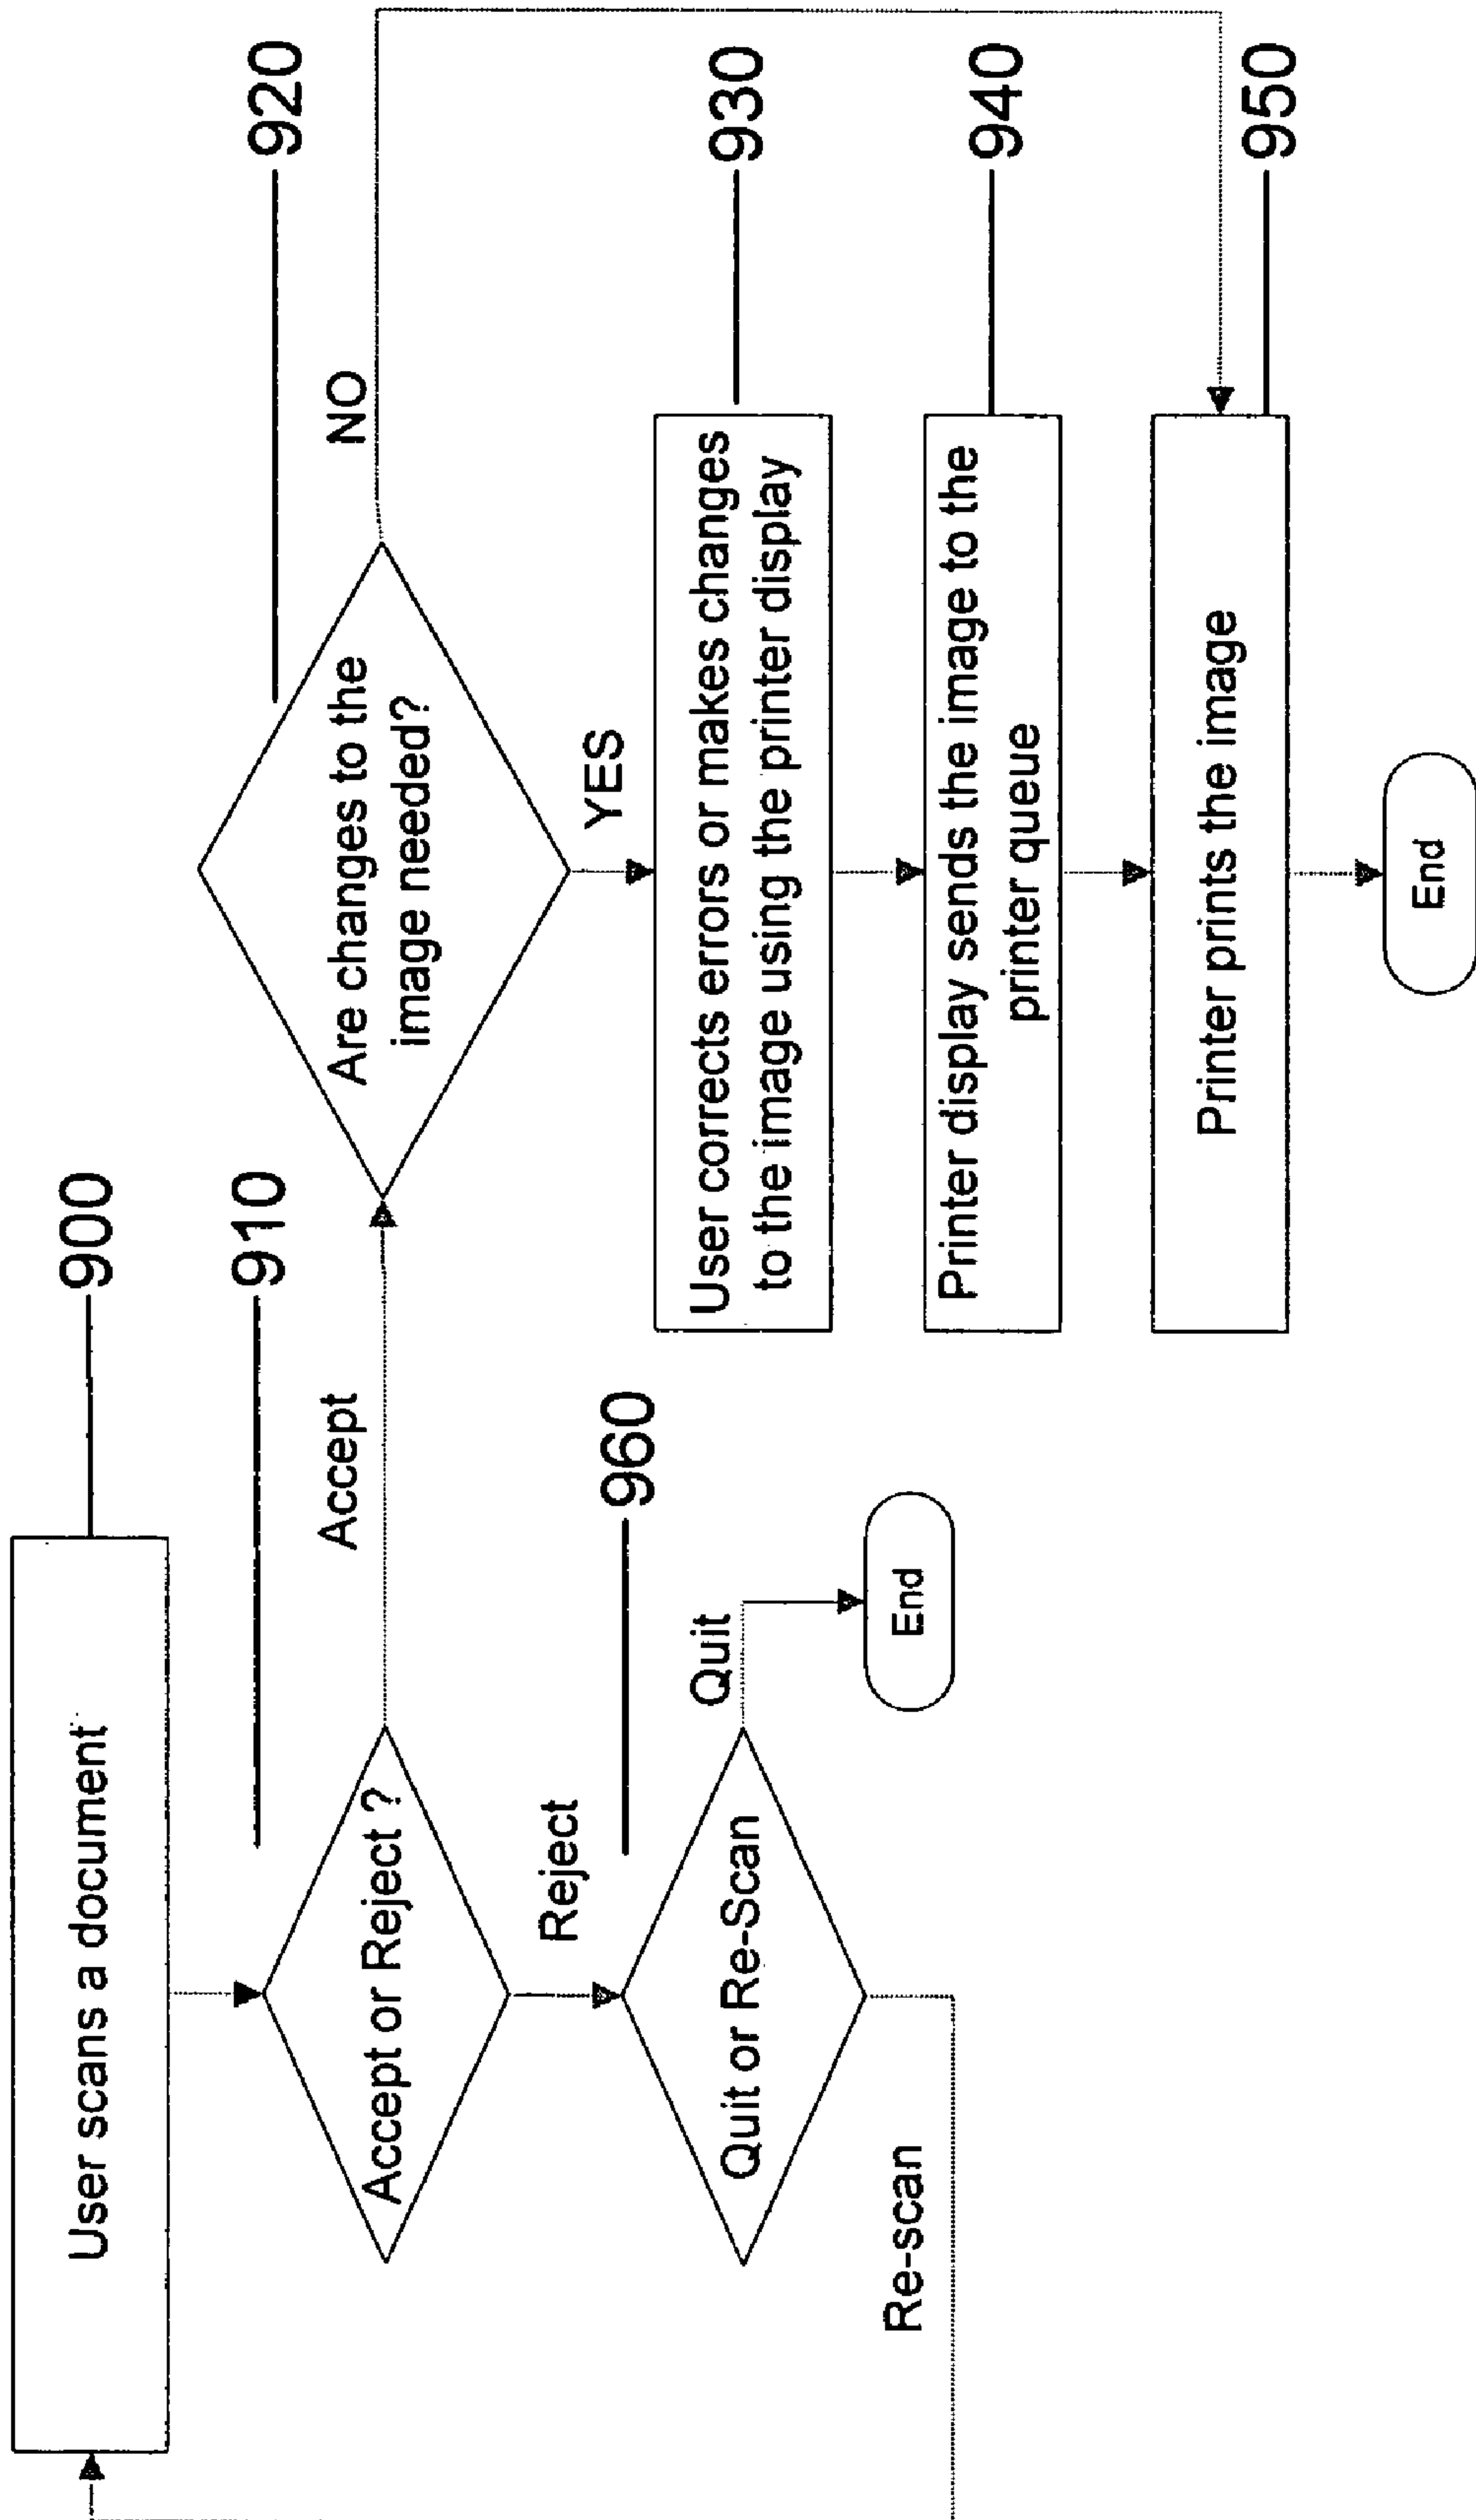 User scans a document
900
910
Accept or Reject ?
Accept
Reject
960
Quit or Re-Scan
Quit
End
Re-scan
920
Are changes to the
image needed?
NO
YES
930
User corrects errors or makes changes
to the image using the printer display
940
Printer display sends the image to the
printer queue
950
Printer prints the image
End